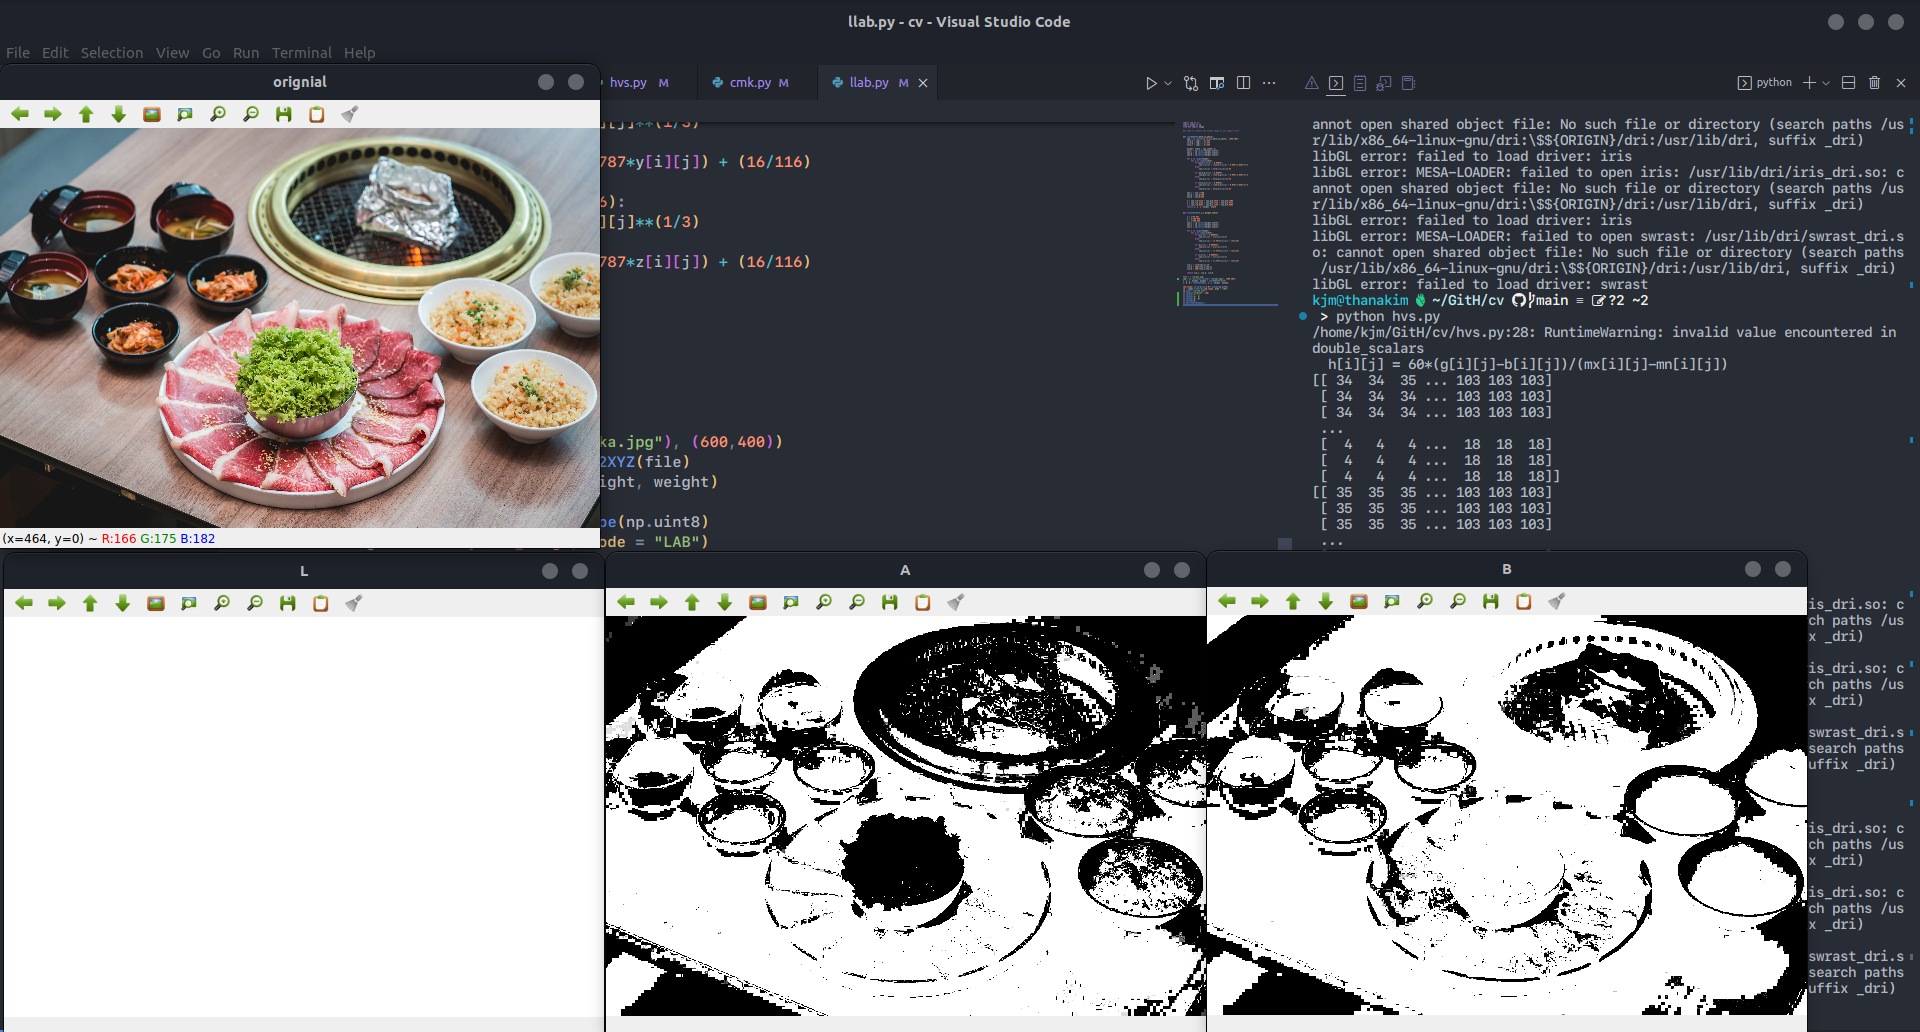 llab.py - cv - Visual Studio Code
File Edit Selection View Go Run Terminal Help
orignial
hvs.py M cmk.py M llab.py M
python
][j]**(1/3)
787*y[i][j]) + (16/116)
6):
][j]**(1/3)
787*z[i][j]) + (16/116)
ka.jpg"), (600,400))
2XYZ(file)
ight, weight)
pe(np.uint8)
ode = "LAB")
annot open shared object file: No such file or directory (search paths /us
r/lib/x86_64-linux-gnu/dri:\$${ORIGIN}/dri:/usr/lib/dri, suffix _dri)
libGL error: failed to load driver: iris
libGL error: MESA-LOADER: failed to open iris: /usr/lib/dri/iris_dri.so: c
annot open shared object file: No such file or directory (search paths /us
r/lib/x86_64-linux-gnu/dri:\$${ORIGIN}/dri:/usr/lib/dri, suffix _dri)
libGL error: failed to load driver: iris
libGL error: MESA-LOADER: failed to open swrast: /usr/lib/dri/swrast_dri.s
o: cannot open shared object file: No such file or directory (search paths
/usr/lib/x86_64-linux-gnu/dri:\$${ORIGIN}/dri:/usr/lib/dri, suffix _dri)
libGL error: failed to load driver: swrast
kjm@thanakim ~/GitH/cv main ≡ ?2 ~2
> python hvs.py
/home/kjm/GitH/cv/hvs.py:28: RuntimeWarning: invalid value encountered in
double_scalars
h[i][j] = 60*(g[i][j]-b[i][j])/(mx[i][j]-mn[i][j])
[[ 34 34 35 ... 103 103 103]
[ 34 34 34 ... 103 103 103]
[ 34 34 34 ... 103 103 103]
...
[ 4 4 4 ... 18 18 18]
[ 4 4 4 ... 18 18 18]
[ 4 4 4 ... 18 18 18]]
[[ 35 35 35 ... 103 103 103]
[ 35 35 35 ... 103 103 103]
[ 35 35 35 ... 103 103 103]
...
(x=464, y=0) ~ R:166 G:175 B:182
L
A
B
is_dri.so: c
ch paths /us
x _dri)
is_dri.so: c
ch paths /us
x _dri)
swrast_dri.s
search paths
uffix _dri)
is_dri.so: c
ch paths /us
x _dri)
is_dri.so: c
ch paths /us
x _dri)
swrast_dri.s
search paths
uffix _dri)